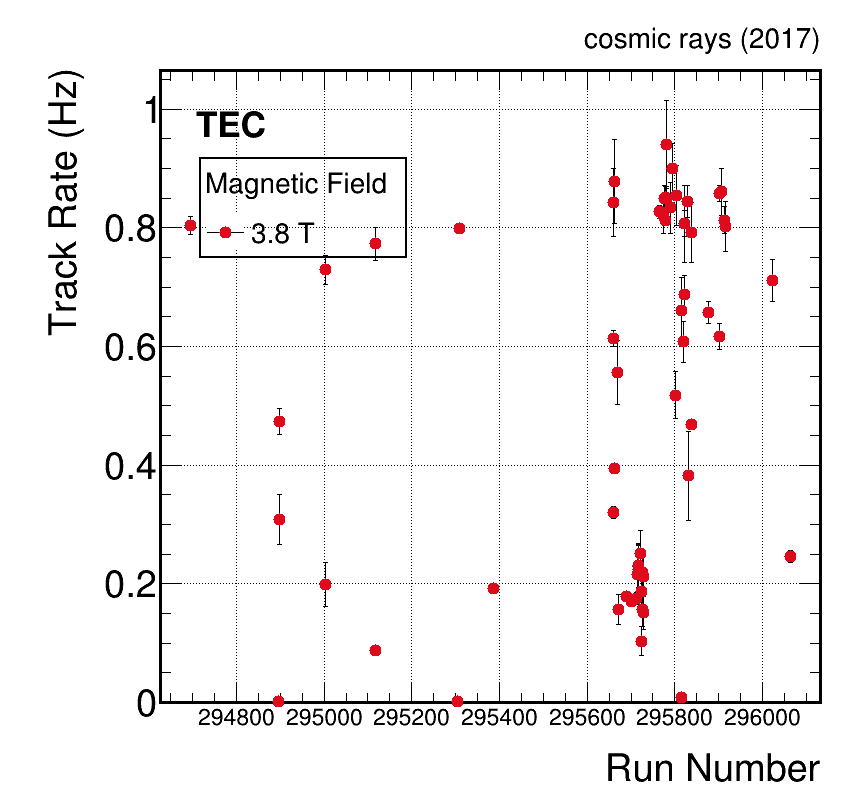 cosmic rays (2017)
Track Rate (Hz)
1
0.8
0.6
0.4
0.2
0
TEC
Magnetic Field
3.8 T
294800 295000 295200 295400 295600 295800 296000
Run Number